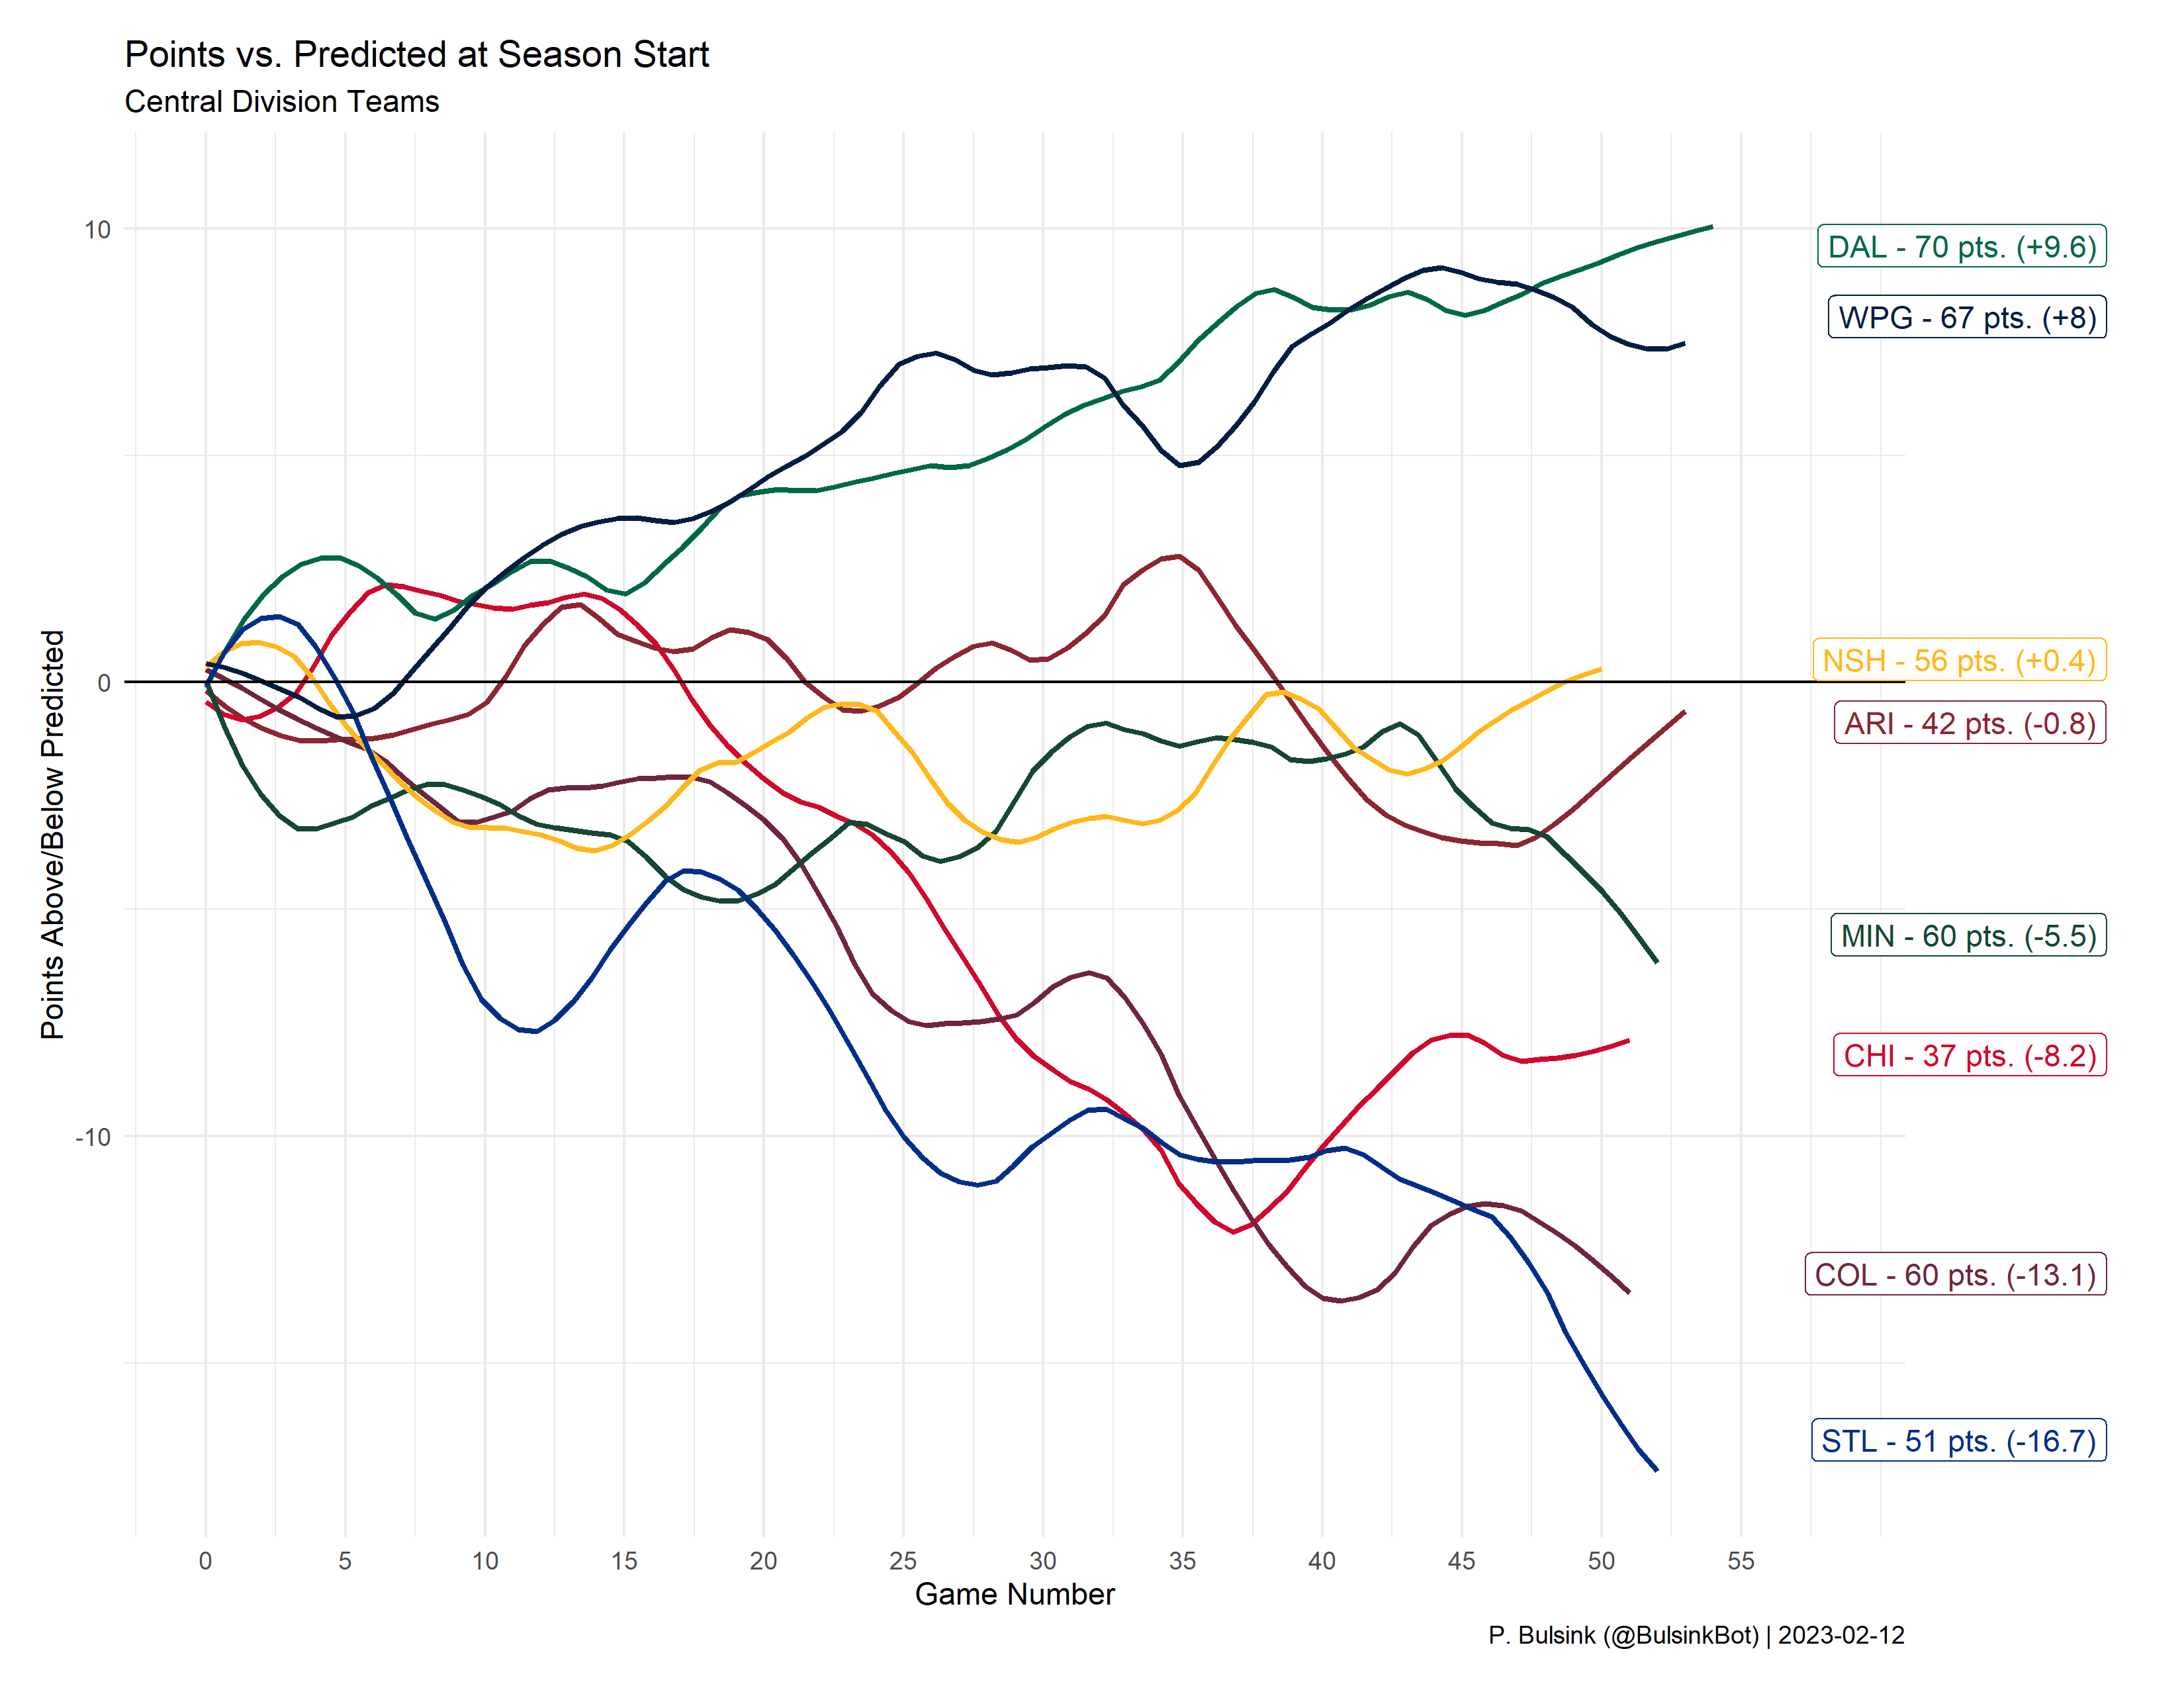 Points vs. Predicted at Season Start
Central Division Teams
Points Above/Below Predicted
10
0
-10
DAL - 70 pts. (+9.6)
WPG - 67 pts. (+8)
NSH - 56 pts. (+0.4)
ARI - 42 pts. (-0.8)
MIN - 60 pts. (-5.5)
CHI - 37 pts. (-8.2)
COL - 60 pts. (-13.1)
STL - 51 pts. (-16.7)
0 5 10 15 20 25 30 35 40 45 50 55
Game Number
P. Bulsink (@BulsinkBot) | 2023-02-12